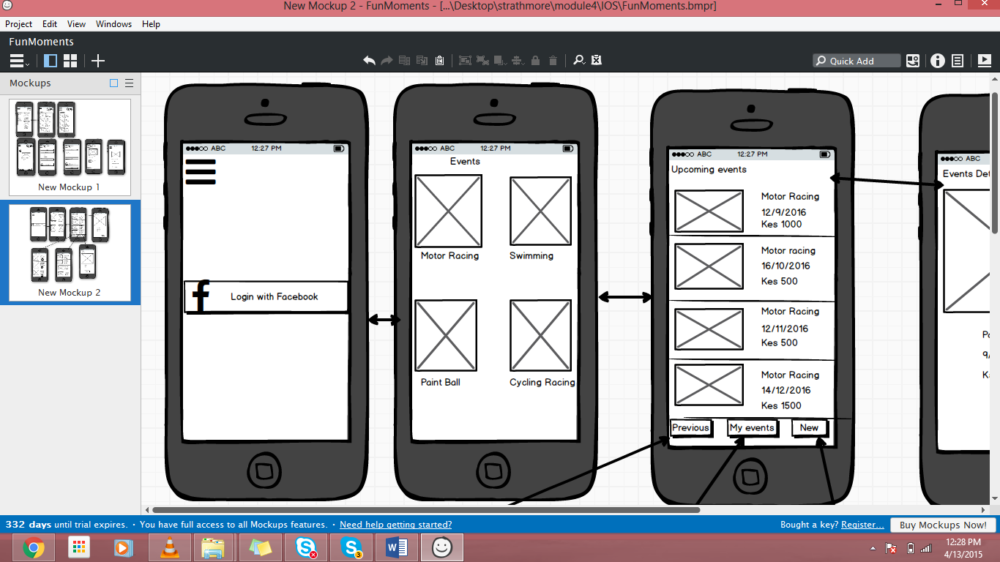 New Mockup 2 - FunMoments - [...\Desktop\strathmore\module4\IOS\FunMoments.bmpr]
Project Edit View Windows Help
FunMoments
Quick Add
Mockups
New Mockup 1
New Mockup 2
ABC 12:27 PM
Login with Facebook
ABC 12:27 PM
Events
Motor Racing Swimming
Paint Ball Cycling Racing
ABC 12:27 PM
Upcoming events
Motor Racing
12/9/2016
Kes 1000
Motor racing
16/10/2016
Kes 500
Motor Racing
12/11/2016
Kes 500
Motor Racing
14/12/2016
Kes 1500
Previous My events New
ABC
Events Det
332 days until trial expires. · You have full access to all Mockups features. · Need help getting started?
Bought a key? Register... Buy Mockups Now!
3
12:28 PM
4/13/2015